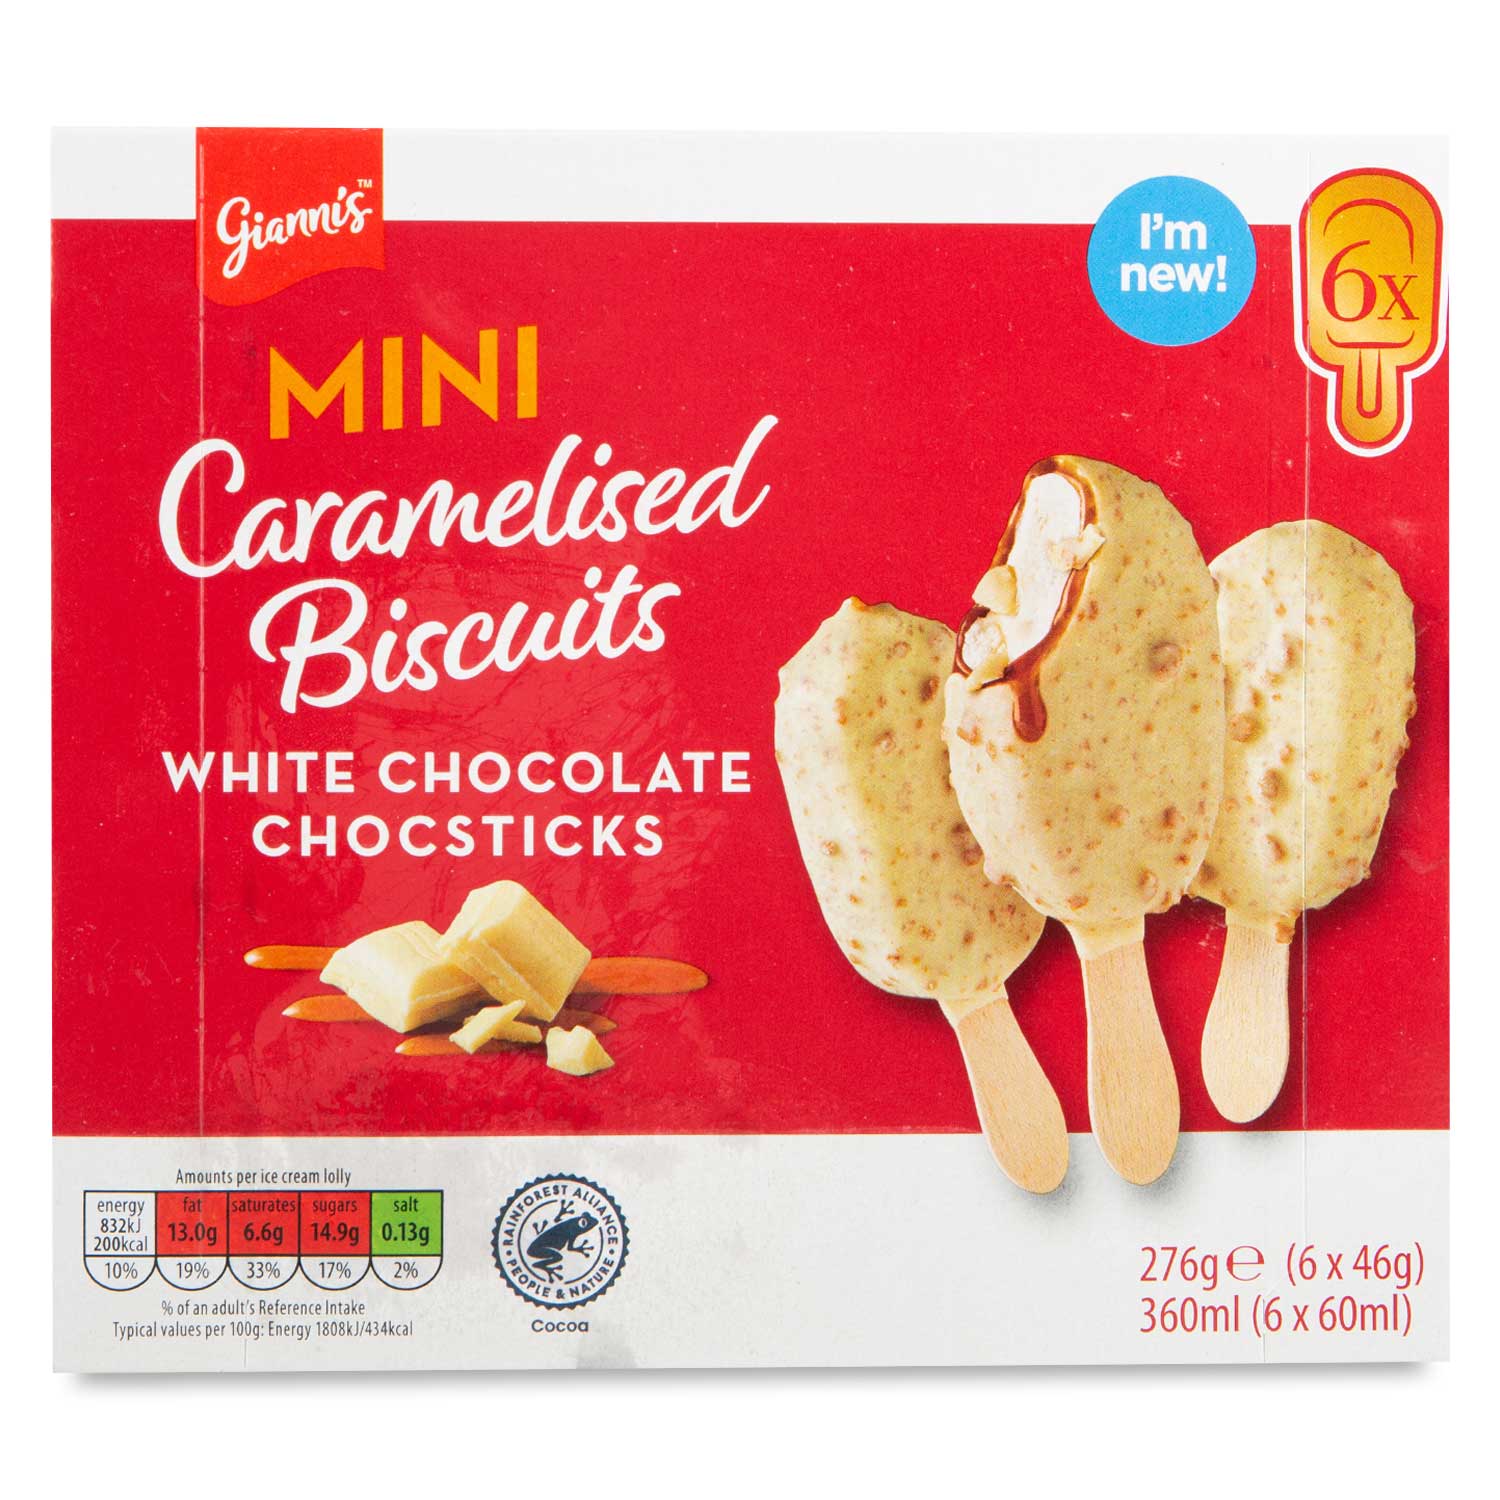 Gianni's™
I'm
new!
6x
MINI
Caramelised
Biscuits
WHITE CHOCOLATE
CHOCSTICKS
Amounts per ice cream lolly
energy fat saturates sugars salt
832kJ 13.0g 6.6g 14.9g 0.13g
200kcal
10% 19% 33% 17% 2%
% of an adult's Reference Intake
Typical values per 100g: Energy 1808kJ/434kcal
RAINFOREST ALLIANCE
PEOPLE & NATURE
Cocoa
276g e (6 x 46g)
360ml (6 x 60ml)